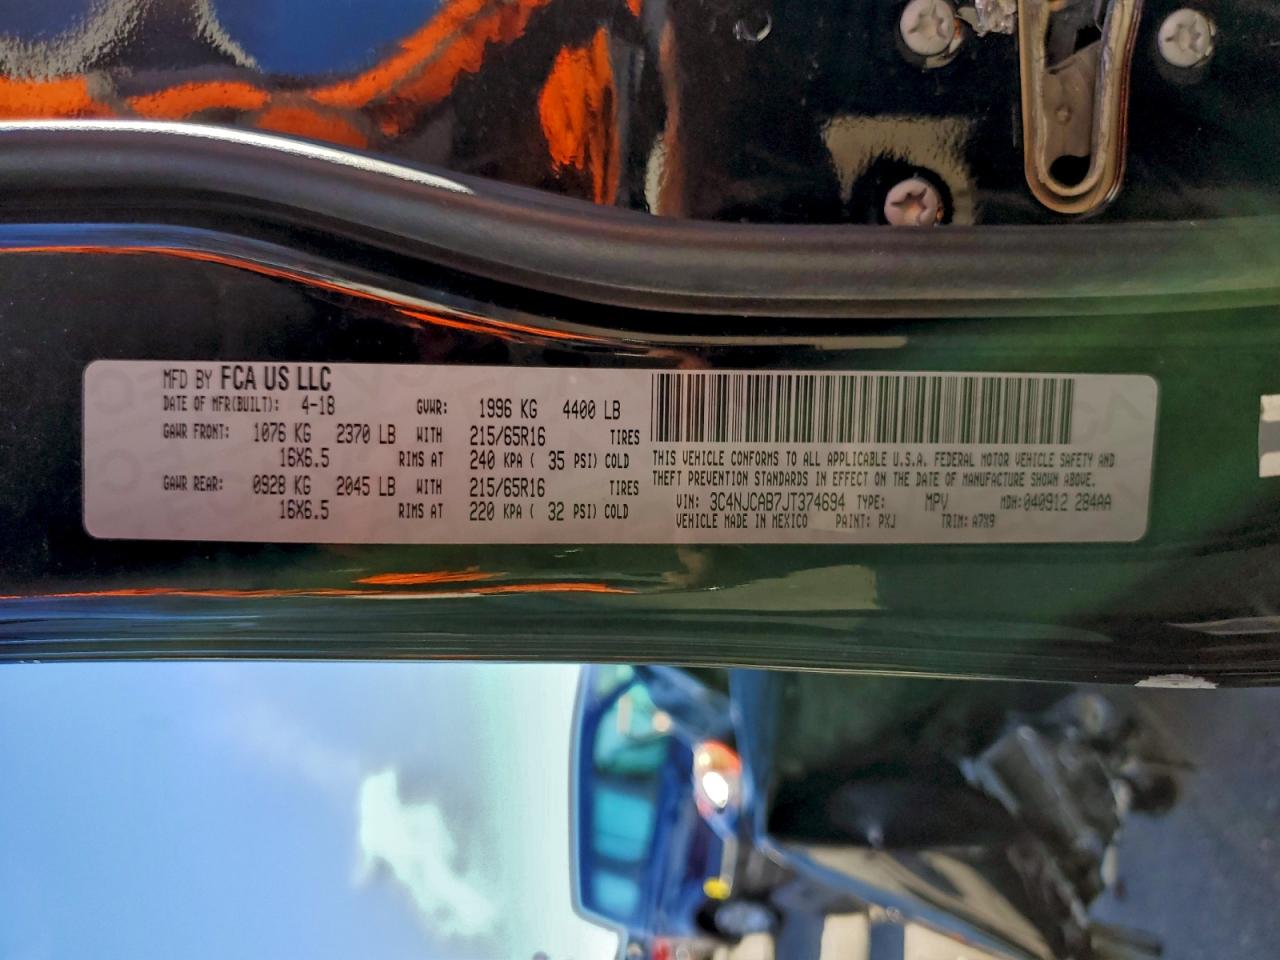 MFD BY FCA US LLC
DATE OF MFR(BUILT): 4-18 GVWR: 1996 KG 4400 LB
GAWR FRONT: 1076 KG 2370 LB WITH 215/65R16 TIRES
16X6.5 RIMS AT 240 KPA ( 35 PSI) COLD
GAWR REAR: 0928 KG 2045 LB WITH 215/65R16 TIRES
16X6.5 RIMS AT 220 KPA ( 32 PSI) COLD
THIS VEHICLE CONFORMS TO ALL APPLICABLE U.S.A. FEDERAL MOTOR VEHICLE SAFETY AND
THEFT PREVENTION STANDARDS IN EFFECT ON THE DATE OF MANUFACTURE SHOWN ABOVE.
VIN: 3C4NJCAB7JT374694 TYPE: MPV MDH: 040912 284AA
VEHICLE MADE IN MEXICO PAINT: PXJ TRIM: A7X9